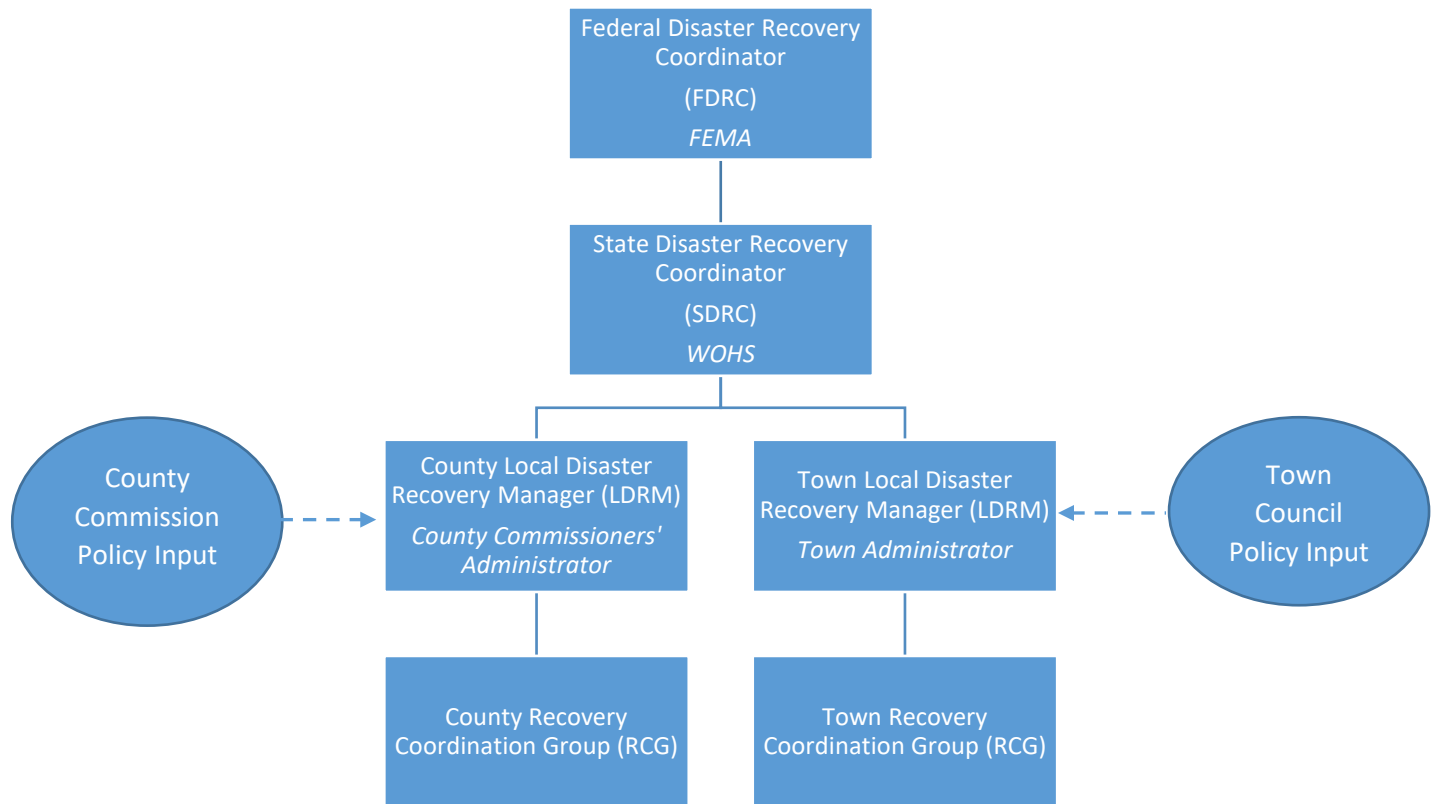 Federal Disaster Recovery
Coordinator
(FDRC)
FEMA
State Disaster Recovery
Coordinator
(SDRC)
WOHS
County
Commission
Policy Input
County Local Disaster
Recovery Manager (LDRM)
County Commissioners'
Administrator
Town Local Disaster
Recovery Manager (LDRM)
Town Administrator
Town
Council
Policy Input
County Recovery
Coordination Group (RCG)
Town Recovery
Coordination Group (RCG)